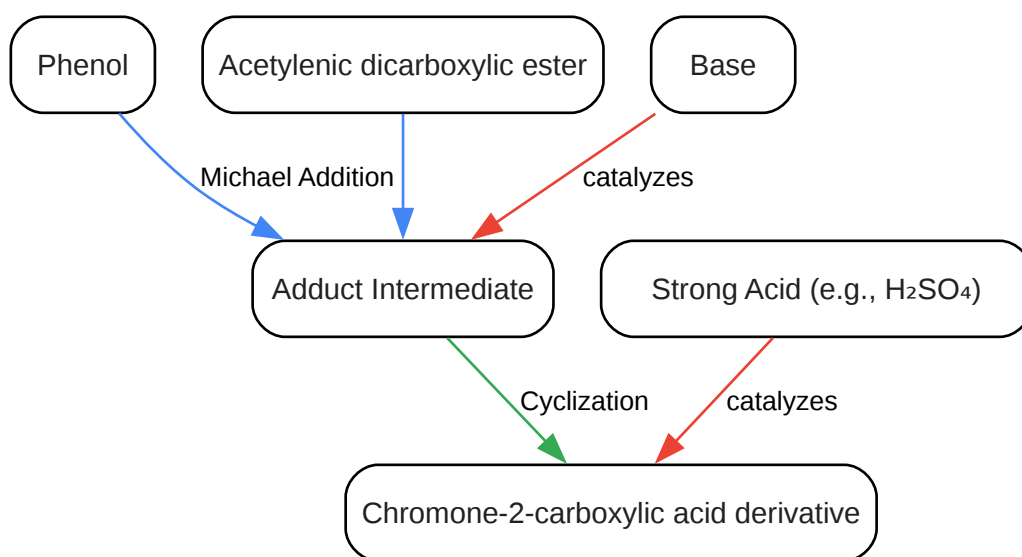 Phenol
Acetylenic dicarboxylic ester
Base
Michael Addition
catalyzes
Adduct Intermediate
Strong Acid (e.g., H₂SO₄)
Cyclization
catalyzes
Chromone-2-carboxylic acid derivative